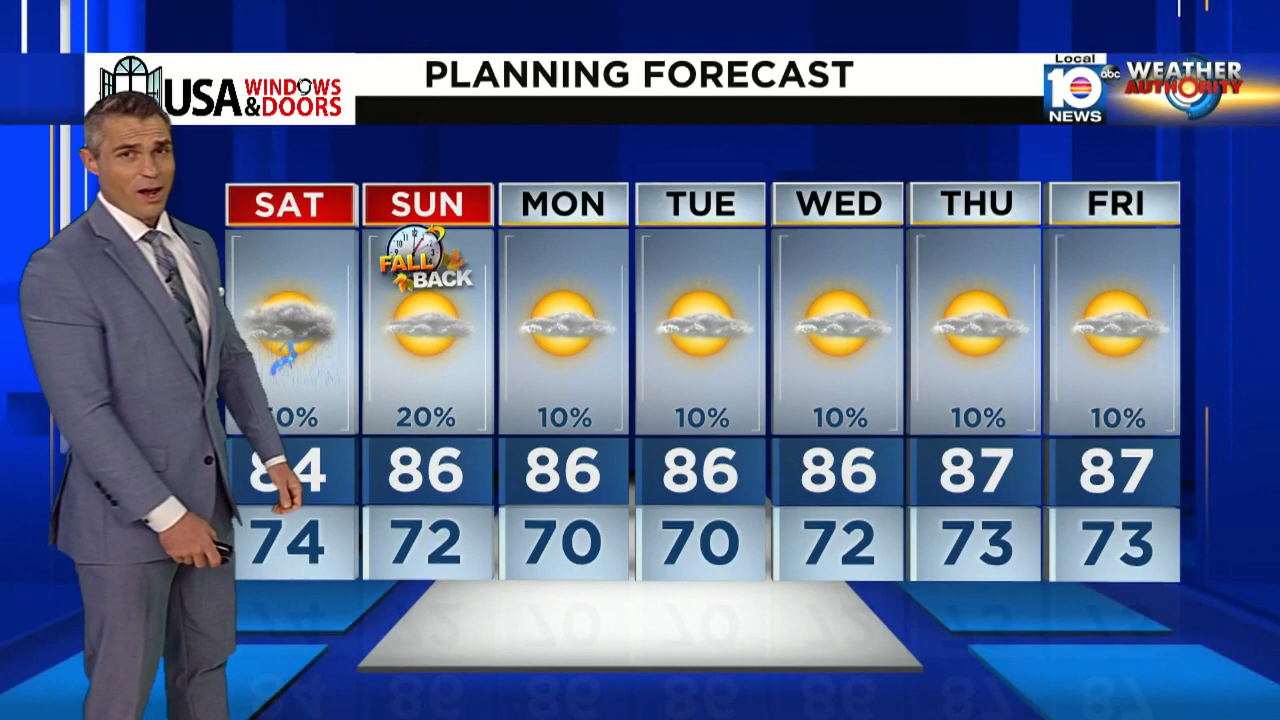 USA WINDOWS
&DOORS
PLANNING FORECAST
Local
10 abc
NEWS
WEATHER
AUTHORITY
SAT SUN MON TUE WED THU FRI
FALL
BACK
20% 10% 10% 10% 10% 10%
84 86 86 86 86 87 87
74 72 70 70 72 73 73